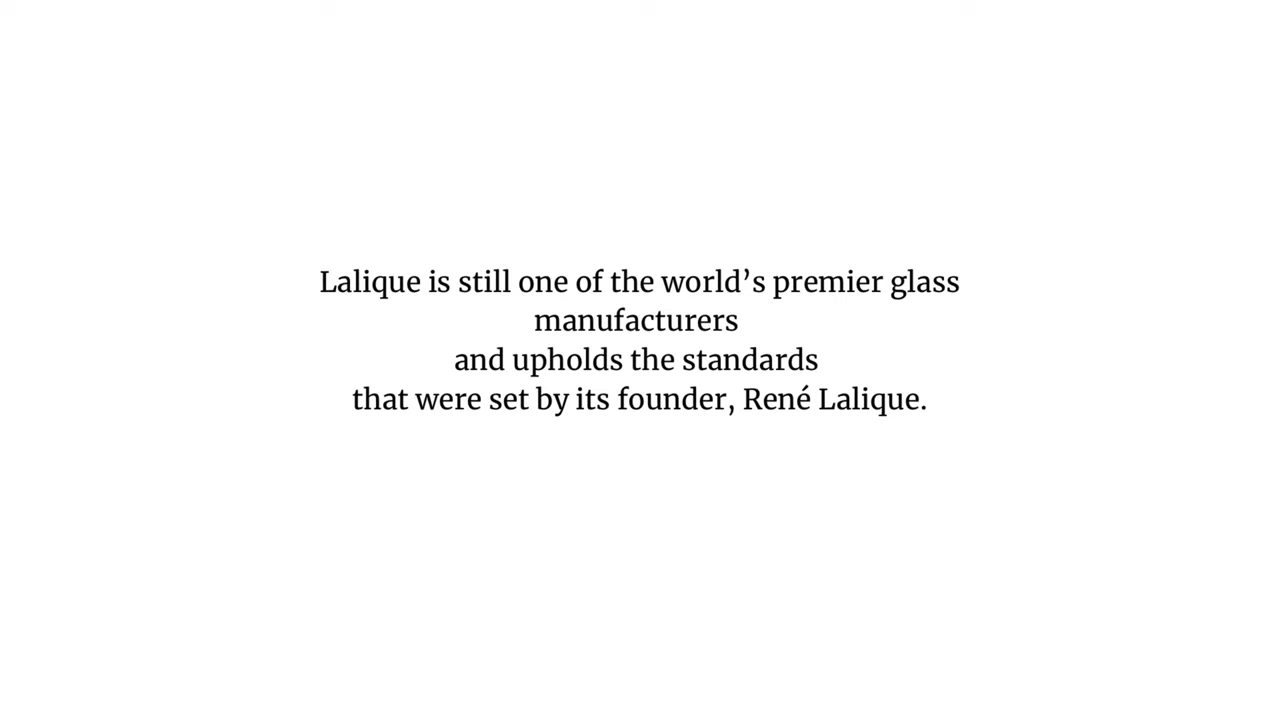 Lalique is still one of the world’s premier glass
manufacturers
and upholds the standards
that were set by its founder, René Lalique.